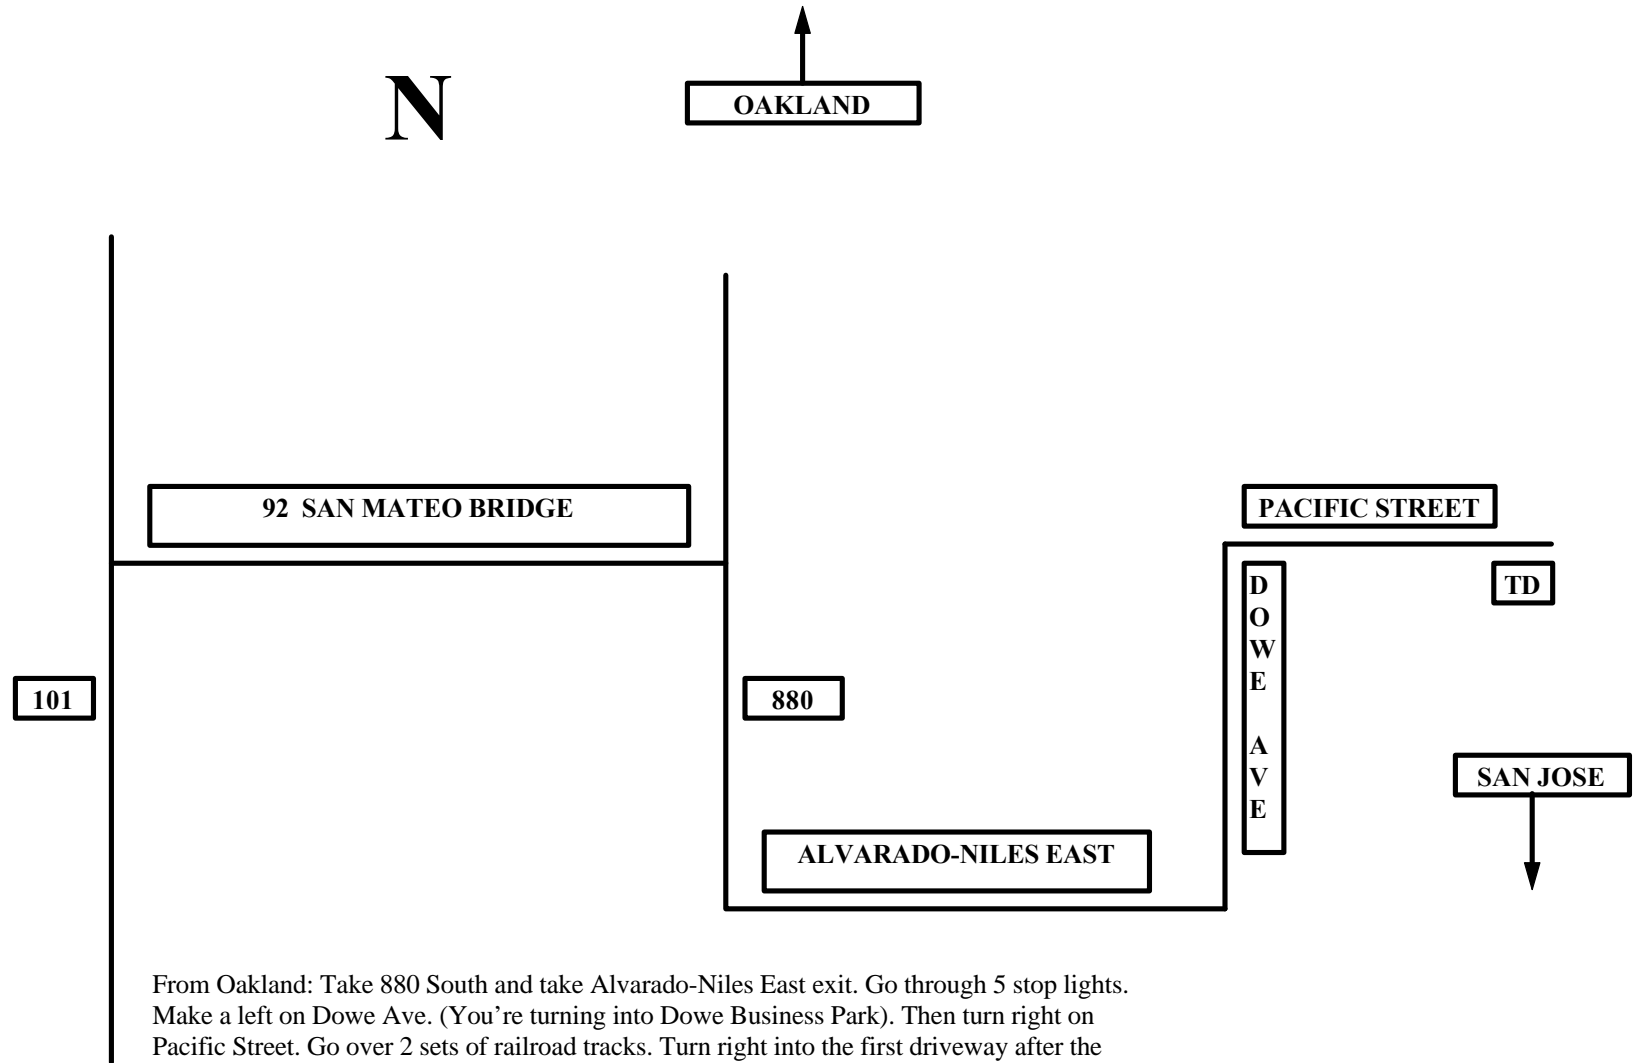 N
OAKLAND
92 SAN MATEO BRIDGE
PACIFIC STREET
DOWE AVE
TD
101
880
SAN JOSE
ALVARADO-NILES EAST
From Oakland: Take 880 South and take Alvarado-Niles East exit. Go through 5 stop lights.
Make a left on Dowe Ave. (You’re turning into Dowe Business Park). Then turn right on
Pacific Street. Go over 2 sets of railroad tracks. Turn right into the first driveway after the